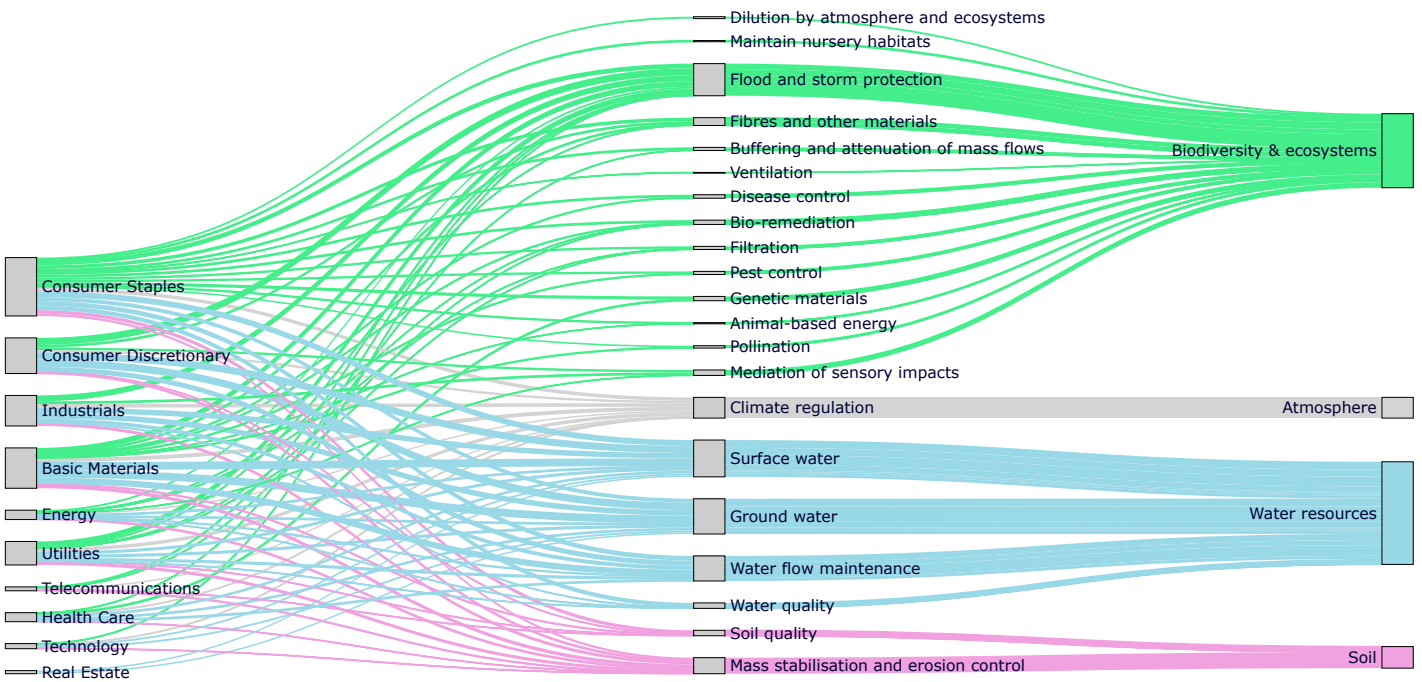 Consumer Staples
Consumer Discretionary
Industrials
Basic Materials
Energy
Utilities
Telecommunications
Health Care
Technology
Real Estate
Dilution by atmosphere and ecosystems
Maintain nursery habitats
Flood and storm protection
Fibres and other materials
Buffering and attenuation of mass flows
Ventilation
Disease control
Bio-remediation
Filtration
Pest control
Genetic materials
Animal-based energy
Pollination
Mediation of sensory impacts
Climate regulation
Surface water
Ground water
Water flow maintenance
Water quality
Soil quality
Mass stabilisation and erosion control
Biodiversity & ecosystems
Atmosphere
Water resources
Soil